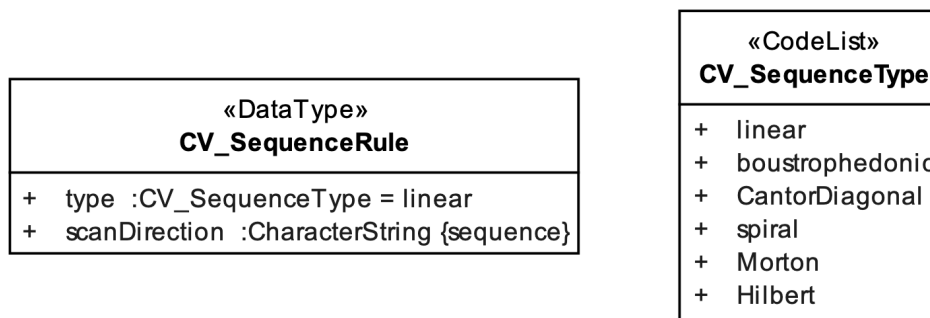 «DataType»
CV_SequenceRule
+ type :CV_SequenceType = linear
+ scanDirection :CharacterString {sequence}
«CodeList»
CV_SequenceType
+ linear
+ boustrophedonic
+ CantorDiagonal
+ spiral
+ Morton
+ Hilbert